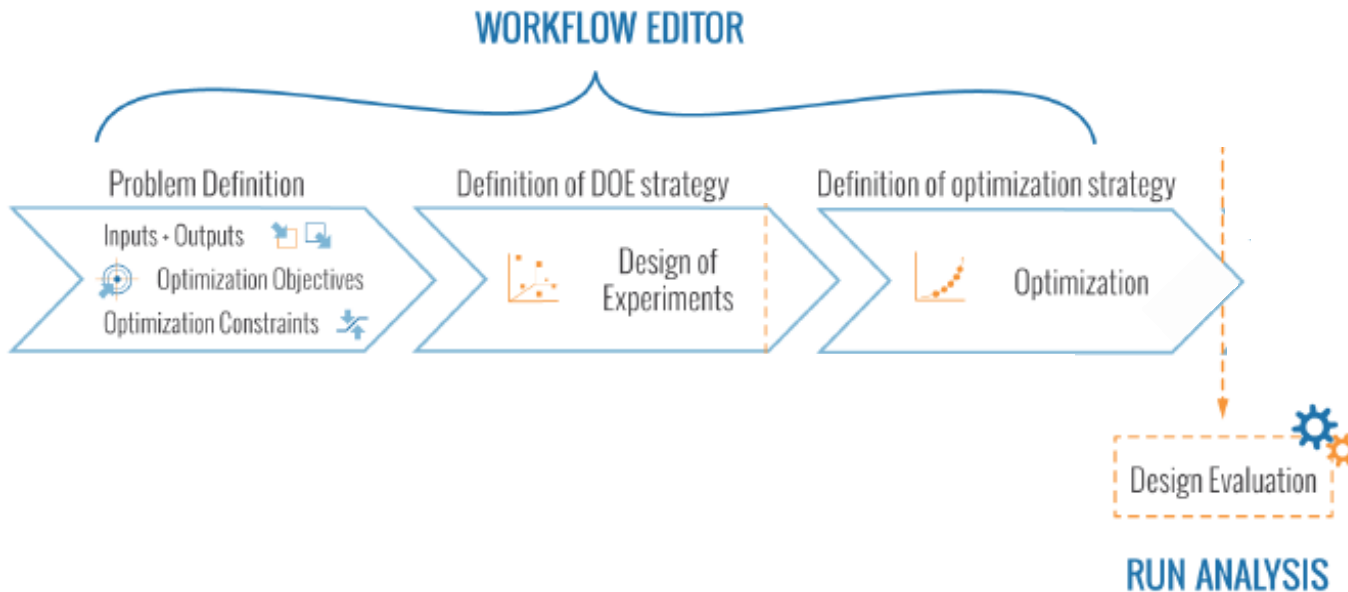 WORKFLOW EDITOR
Problem Definition
Inputs + Outputs
Optimization Objectives
Optimization Constraints
Definition of DOE strategy
Design of
Experiments
Definition of optimization strategy
Optimization
Design Evaluation
RUN ANALYSIS